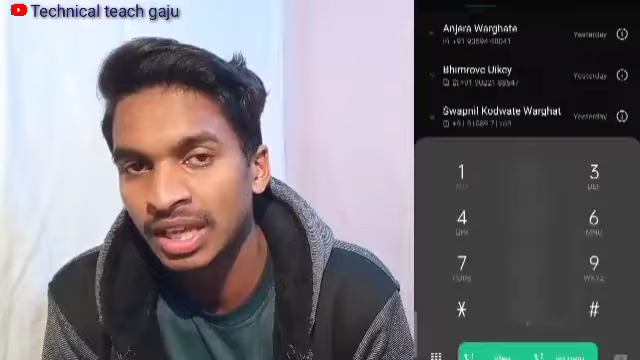 Technical teach gaju
Anjera Warghate
Yesterday
Bhimrovo Uikey
Yesterday
Swapnil Kodwate Warghat
Yesterday
1
3
DEF
4
GHI
6
MNO
7
9
WXYZ
*
#